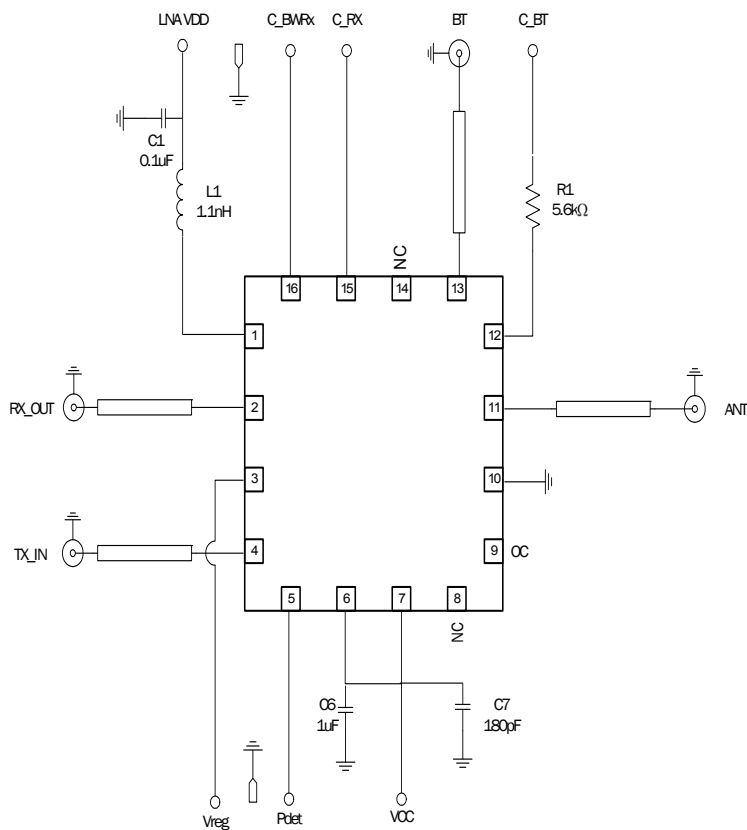 LNA VDD C_BWRx C_RX BT C_BT
C1
0.1uF
L1
1.1nH
R1
5.6kΩ
NC
16 15 14 13
1 12
RX_OUT 2 11 ANT
3 10
TX_IN 4 9 OC
5 6 7 8
NC
C6
1uF
C7
180pF
Vreg Pdet VCC